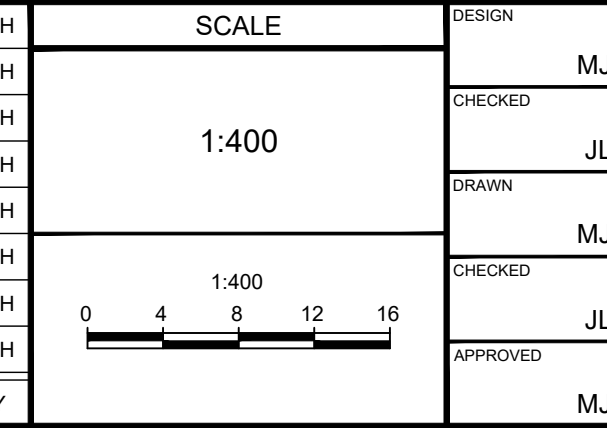 H
H
H
H
H
H
H
H
SCALE
1:400
1:400
0 4 8 12 16
DESIGN
MJ
CHECKED
JL
DRAWN
MJ
CHECKED
JL
APPROVED
MJ